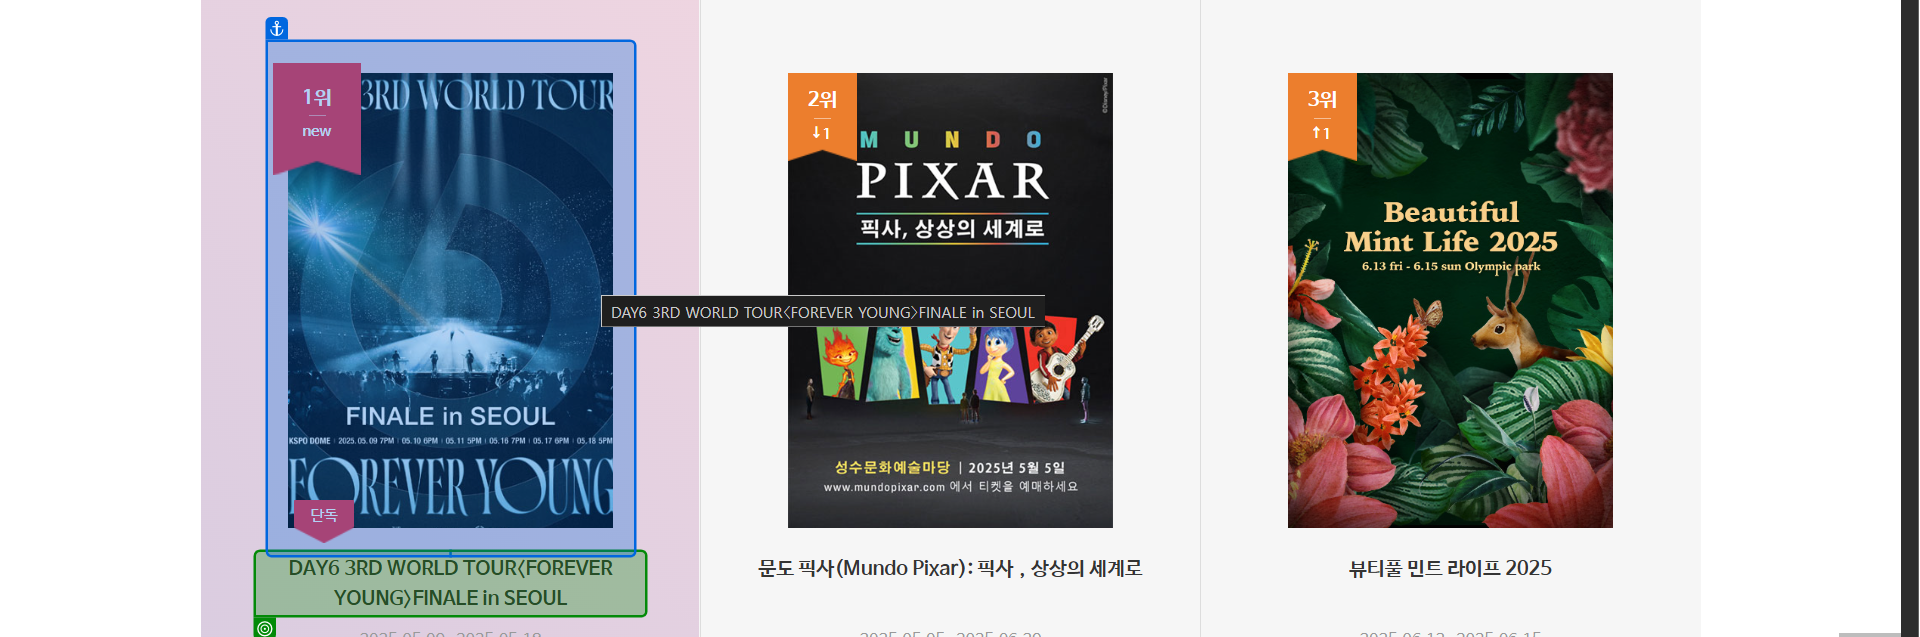 1위
new
3RD WORLD TOUR
FINALE in SEOUL
KSPO DOME | 2025. 05. 09 7PM | 05.10 6PM | 05.11 5PM | 05.16 7PM | 05.17 6PM | 05.18 5PM
FOREVER YOUNG
단독
DAY6 3RD WORLD TOUR〈FOREVER
YOUNG〉FINALE in SEOUL
DAY6 3RD WORLD TOUR〈FOREVER YOUNG〉FINALE in SEOUL
2위
↓1
©Disney/Pixar
MUNDO
PIXAR
픽사, 상상의 세계로
성수문화예술마당 | 2025년 5월 5일
www.mundopixar.com 에서 티켓을 예매하세요
문도 픽사(Mundo Pixar) : 픽사 , 상상의 세계로
3위
↑1
Beautiful
Mint Life 2025
6.13 fri - 6.15 sun Olympic park
뷰티풀 민트 라이프 2025